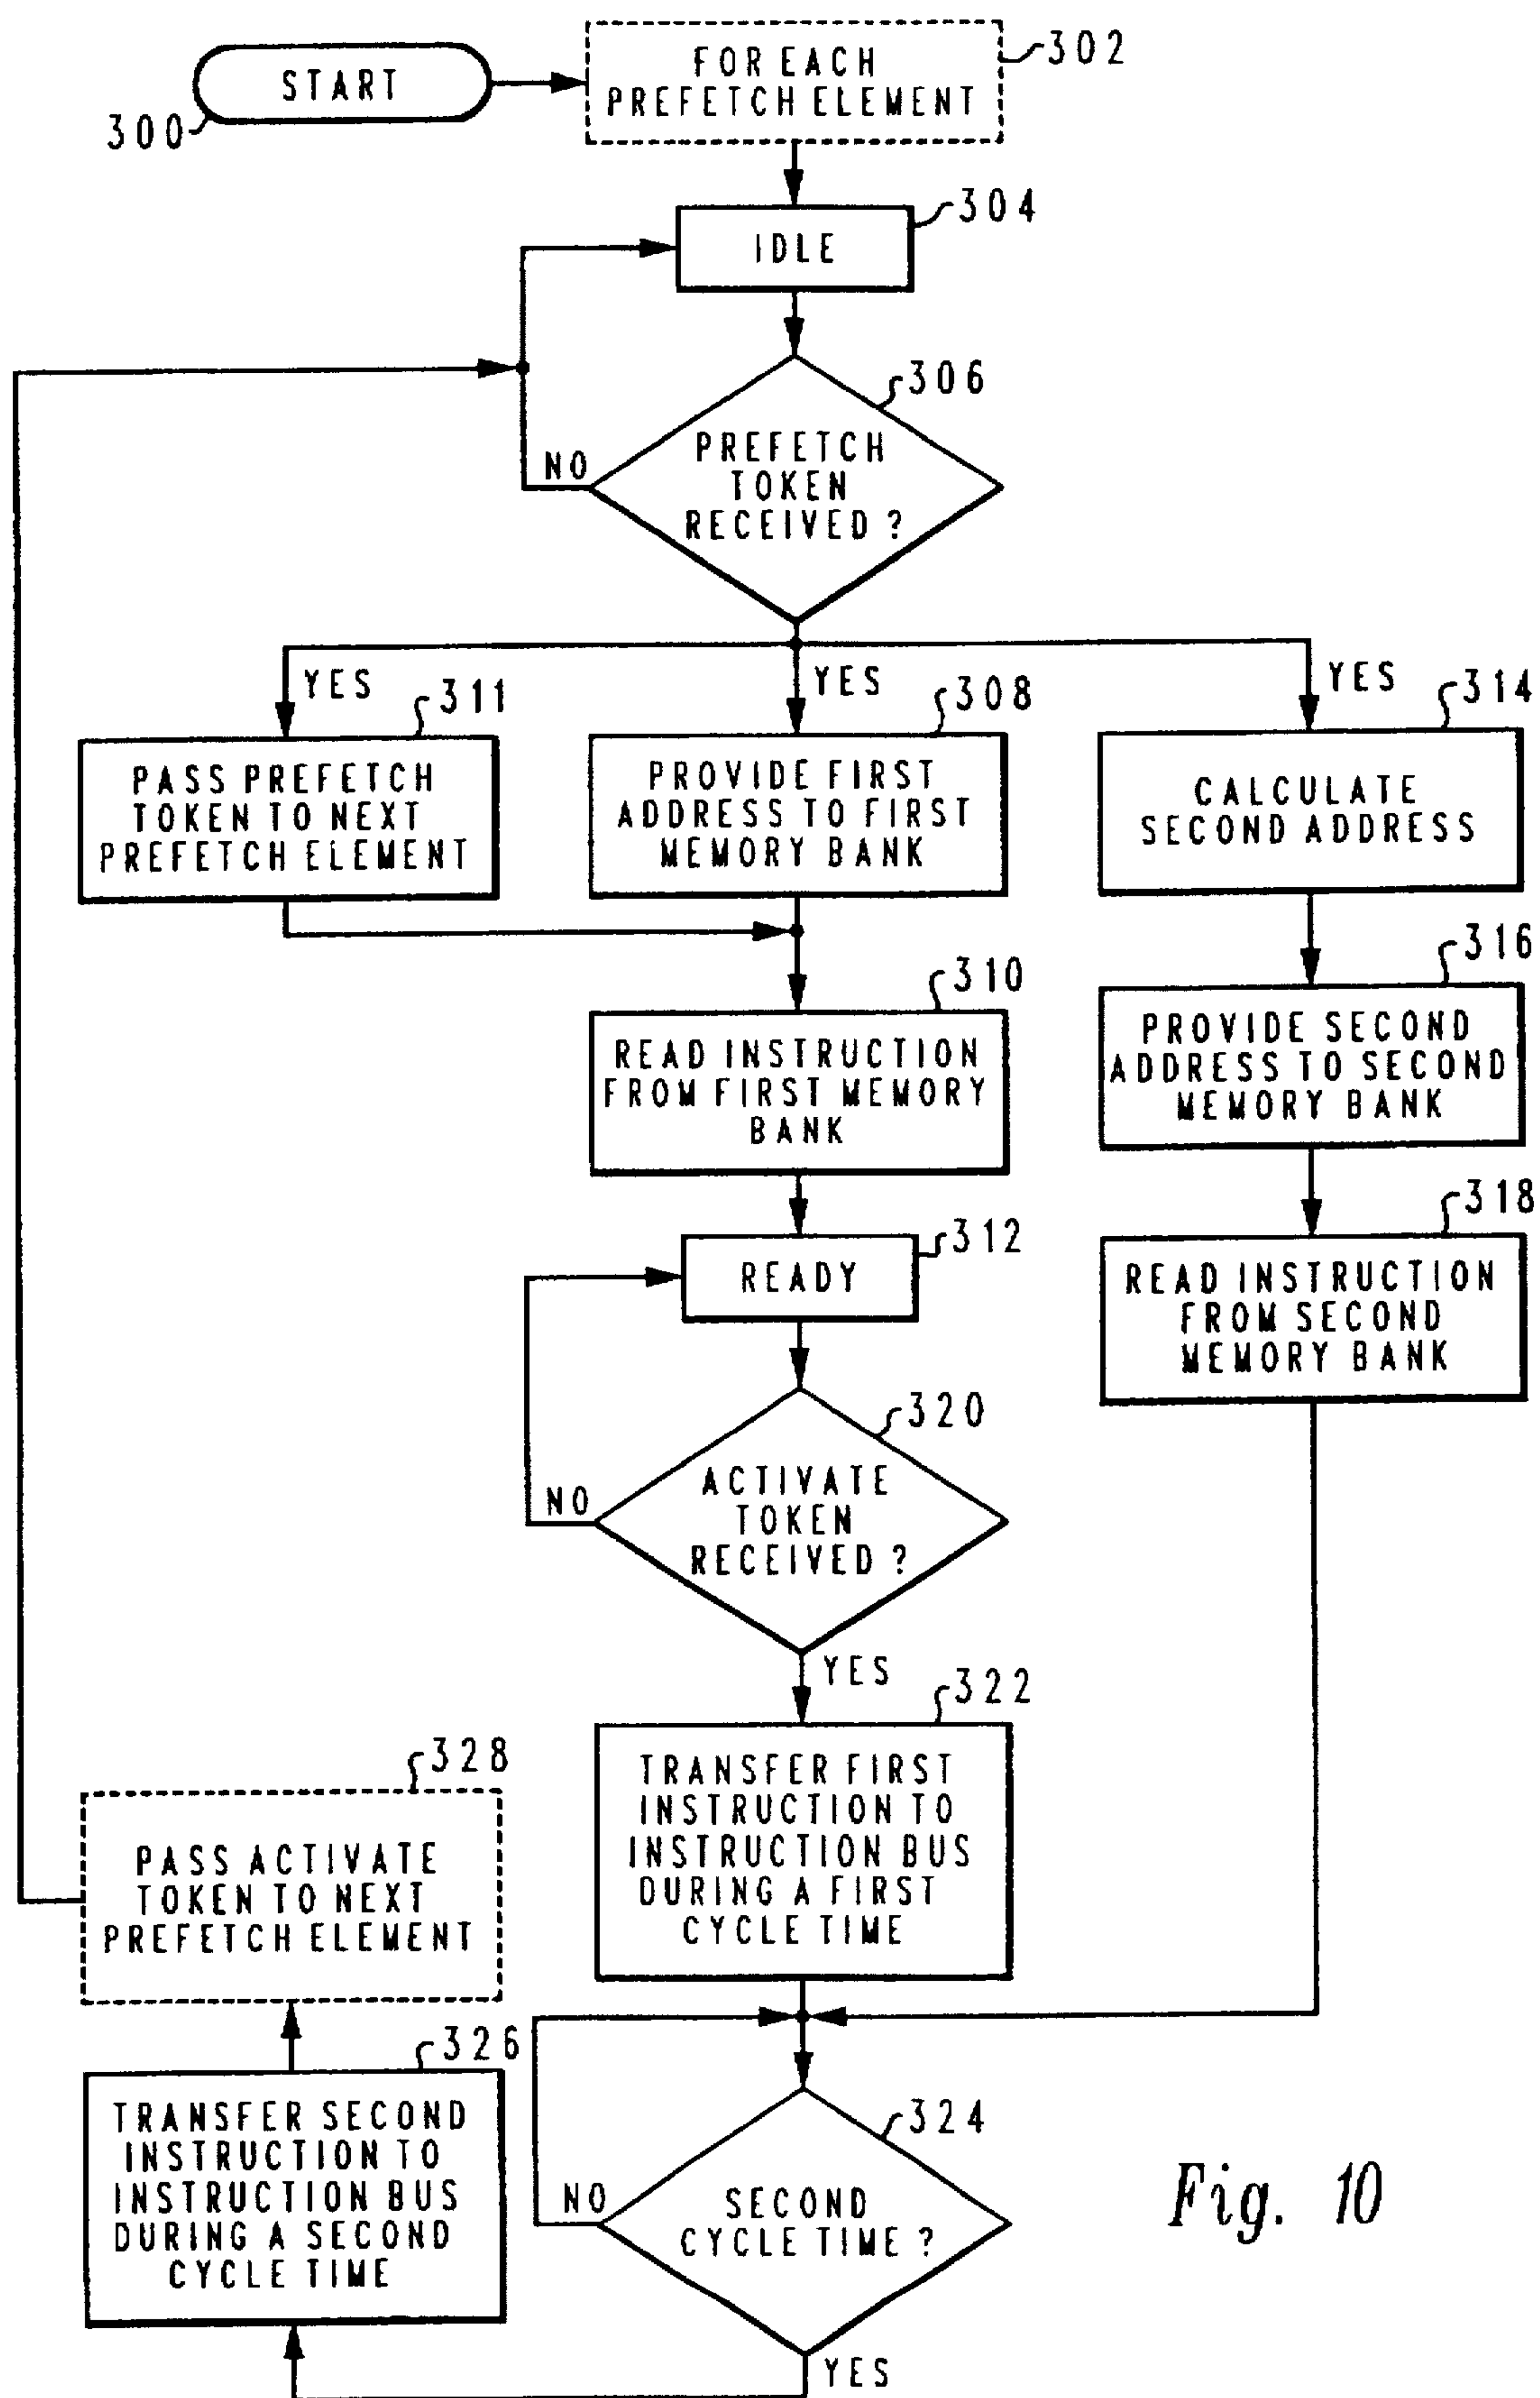 START
300
FOR EACH
PREFETCH ELEMENT
302
IDLE
304
PREFETCH
TOKEN
RECEIVED ?
306
NO
YES
YES
YES
311
PASS PREFETCH
TOKEN TO NEXT
PREFETCH ELEMENT
308
PROVIDE FIRST
ADDRESS TO FIRST
MEMORY BANK
314
CALCULATE
SECOND ADDRESS
310
READ INSTRUCTION
FROM FIRST MEMORY
BANK
316
PROVIDE SECOND
ADDRESS TO SECOND
MEMORY BANK
312
READY
318
READ INSTRUCTION
FROM SECOND
MEMORY BANK
320
ACTIVATE
TOKEN
RECEIVED ?
NO
YES
322
TRANSFER FIRST
INSTRUCTION TO
INSTRUCTION BUS
DURING A FIRST
CYCLE TIME
328
PASS ACTIVATE
TOKEN TO NEXT
PREFETCH ELEMENT
326
TRANSFER SECOND
INSTRUCTION TO
INSTRUCTION BUS
DURING A SECOND
CYCLE TIME
324
SECOND
CYCLE TIME ?
NO
YES
Fig. 10